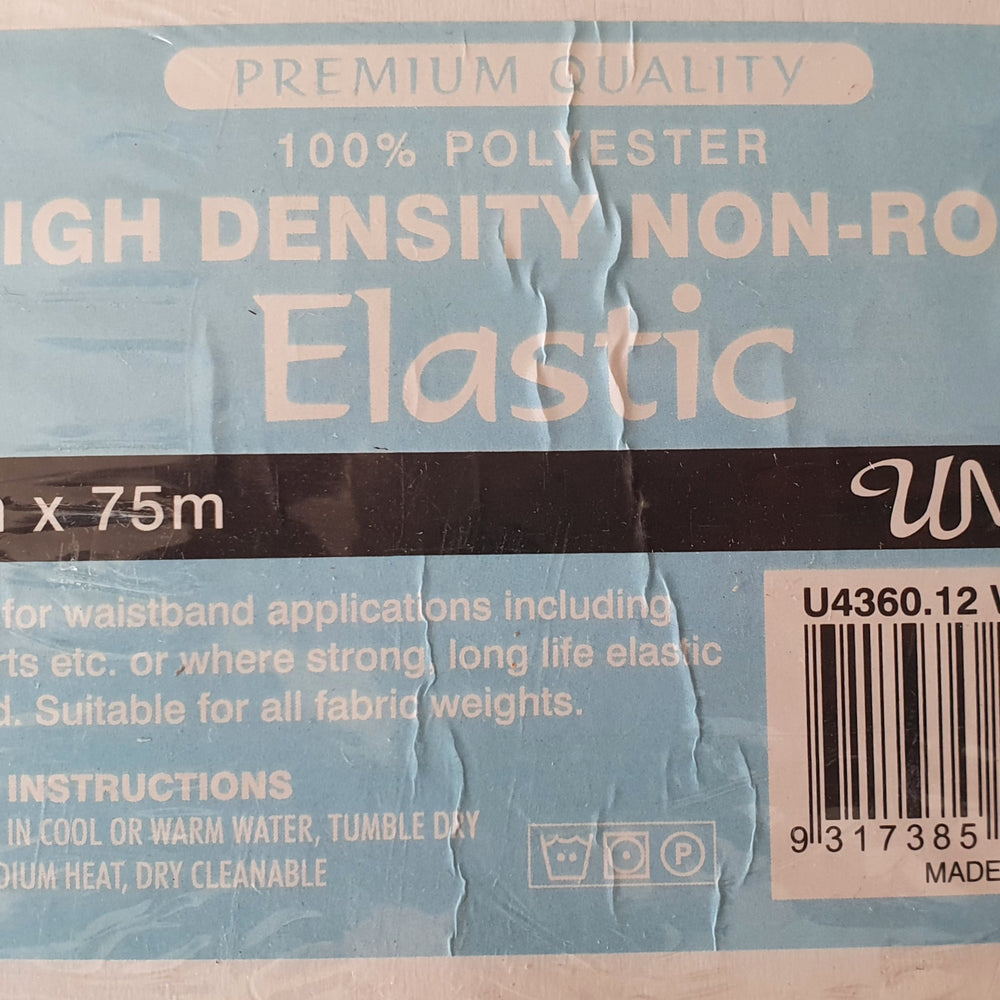 PREMIUM QUALITY
100% POLYESTER
IGH DENSITY NON-RO
Elastic
x 75m
UN
for waistband applications including
rts etc. or where strong, long life elastic
d. Suitable for all fabric weights.
INSTRUCTIONS
IN COOL OR WARM WATER, TUMBLE DRY
DIUM HEAT, DRY CLEANABLE
P
U4360.12
9 317385
MADE